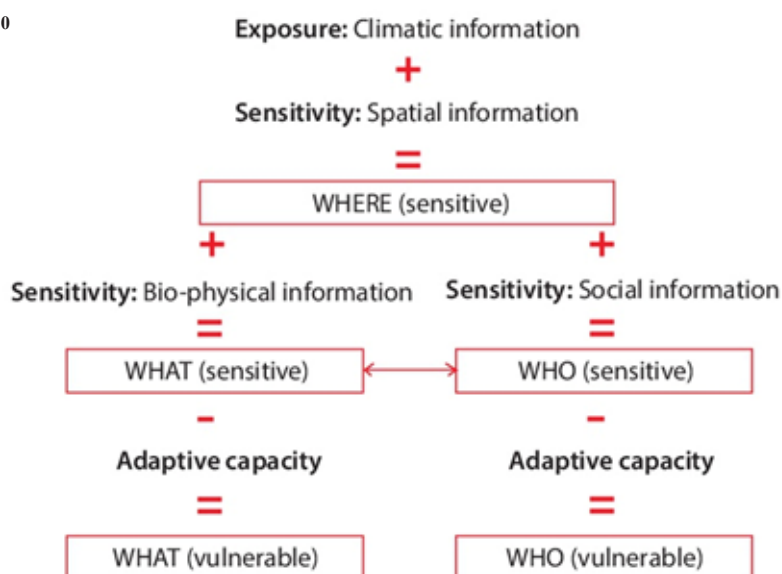 0
Exposure: Climatic information
+
Sensitivity: Spatial information
=
WHERE (sensitive)
+ +
Sensitivity: Bio-physical information Sensitivity: Social information
= =
WHAT (sensitive) WHO (sensitive)
- -
Adaptive capacity Adaptive capacity
= =
WHAT (vulnerable) WHO (vulnerable)